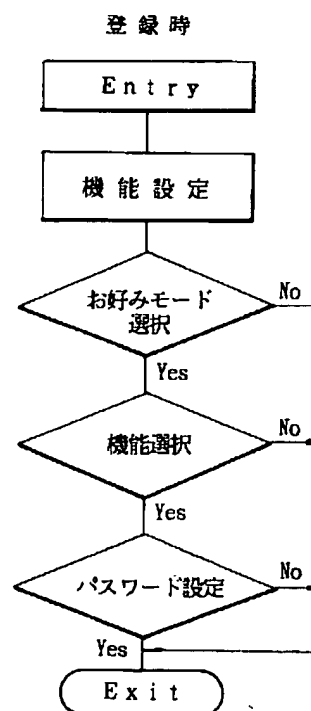 登録時
Entry
機能設定
お好みモード
選択
No
Yes
機能選択
No
Yes
パスワード設定
No
Yes
Exit